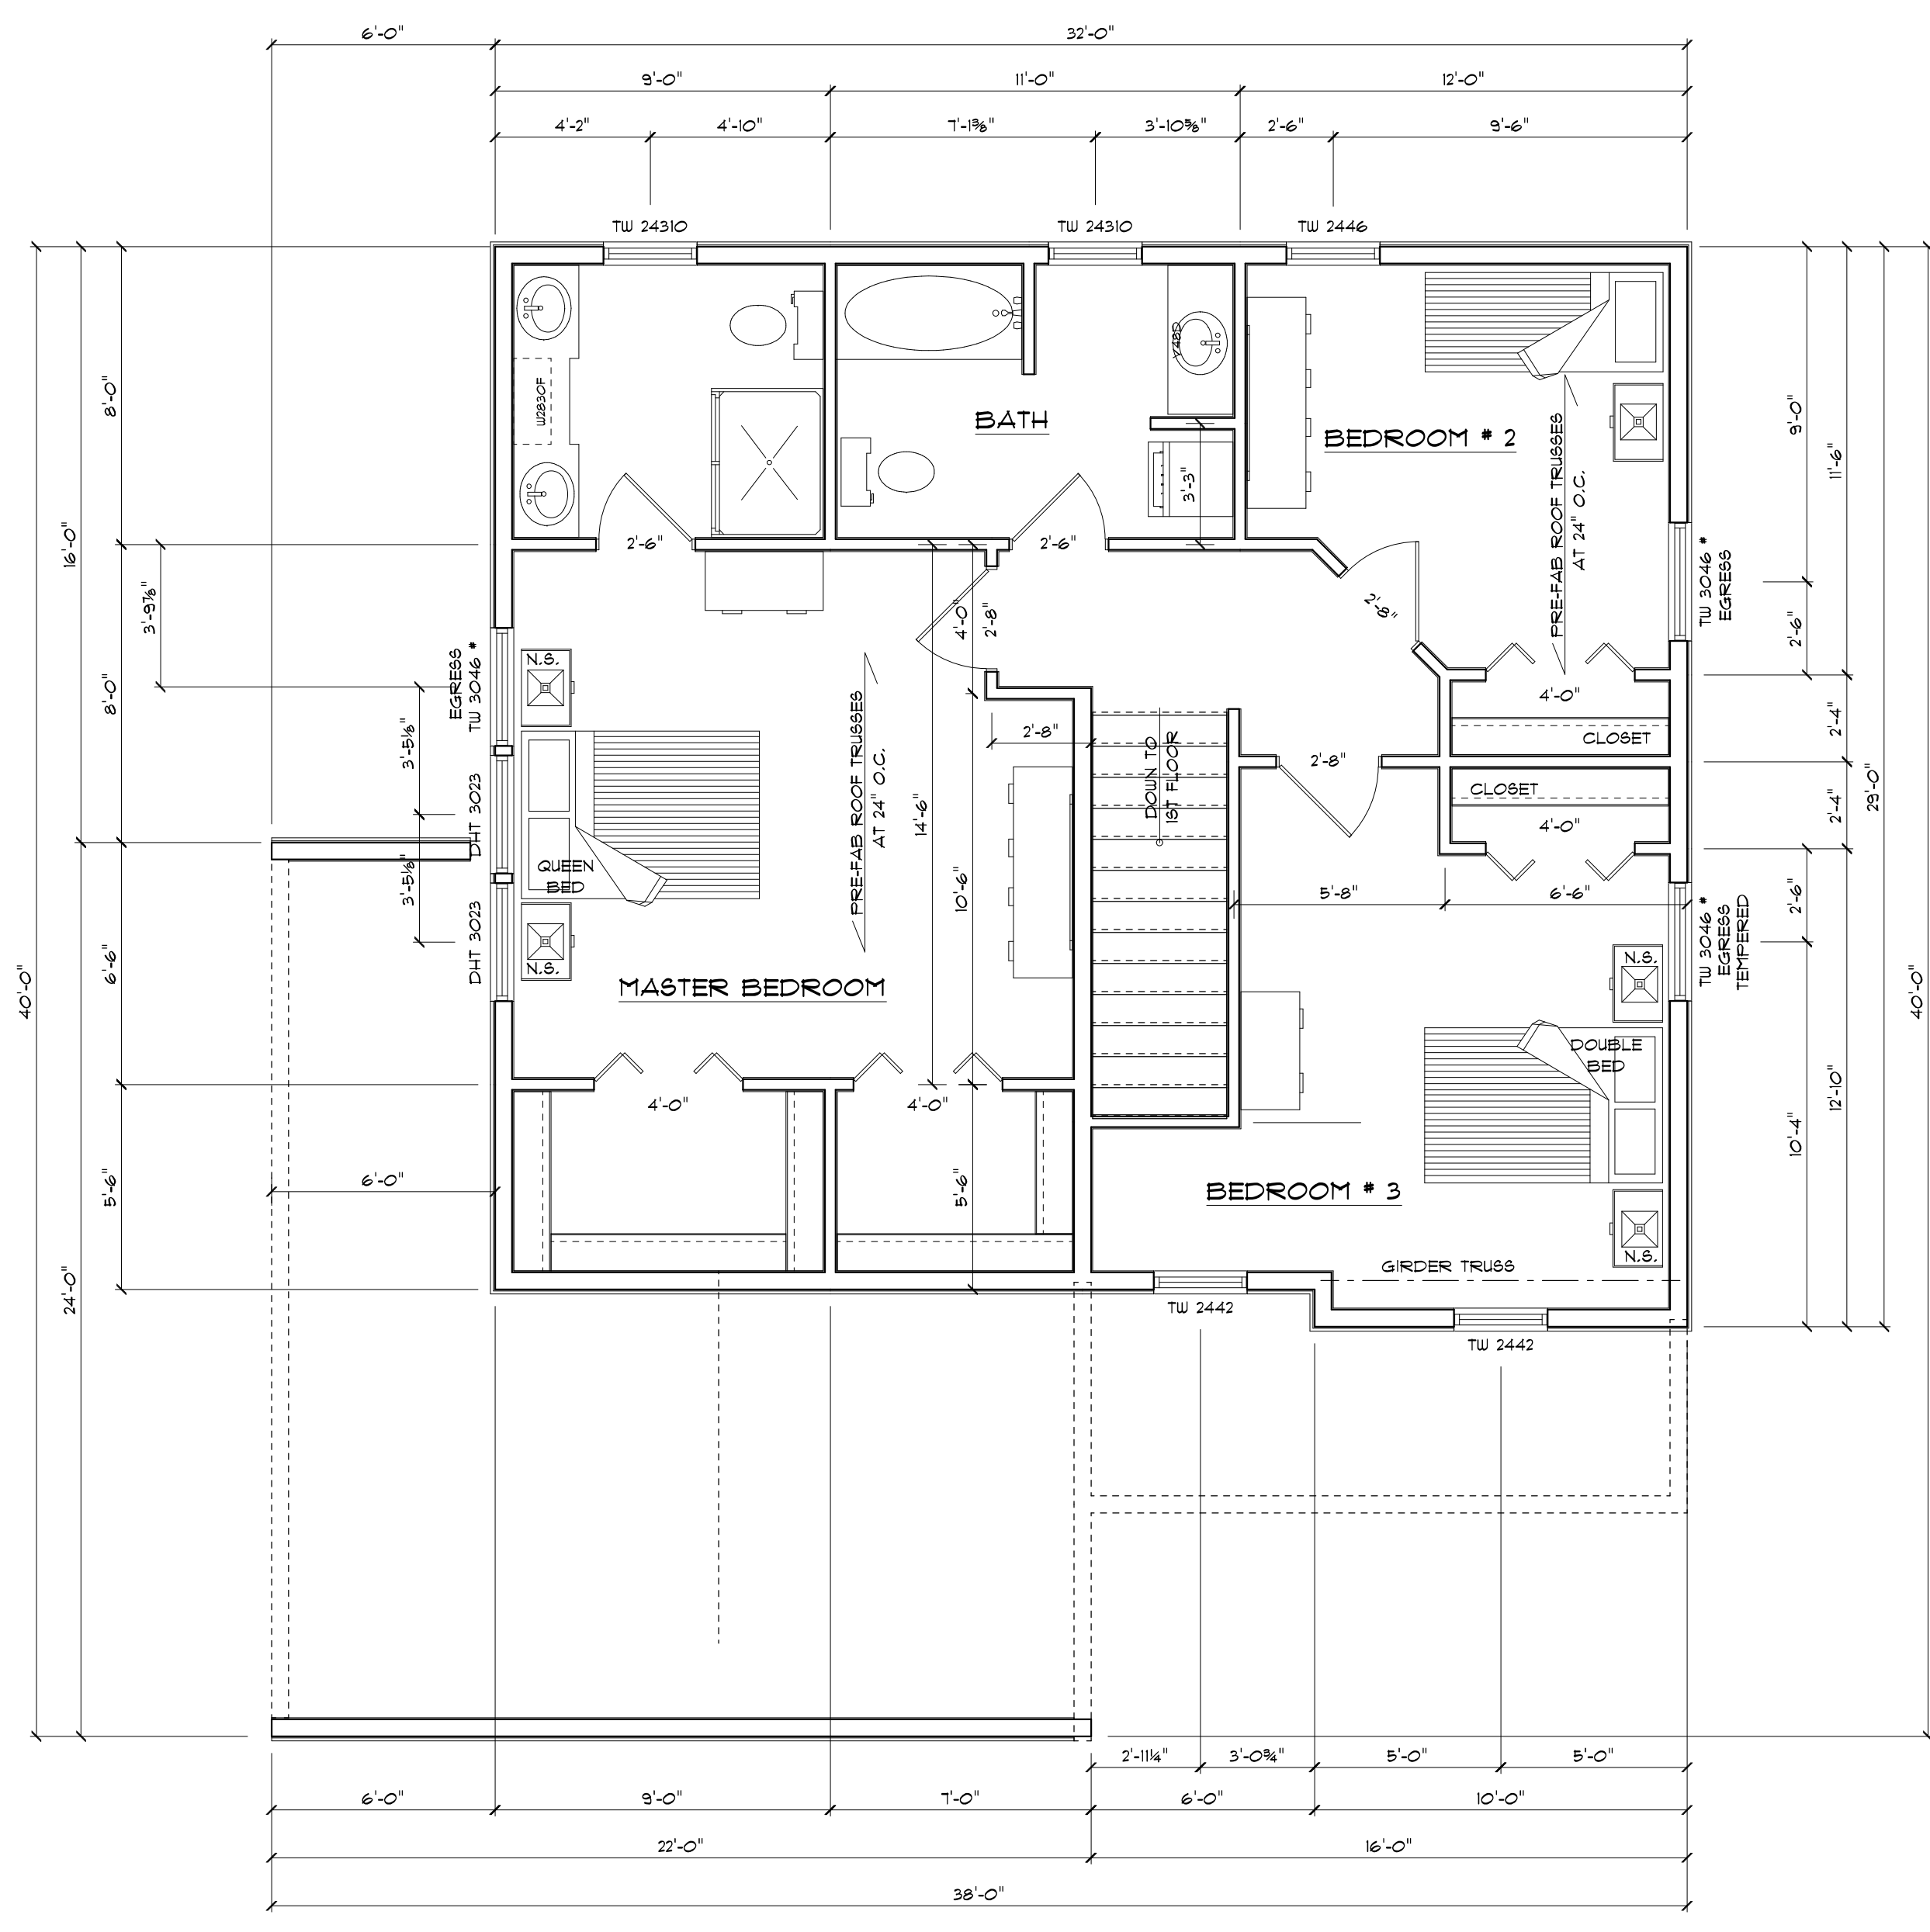 6'-0"
32'-0"
9'-0"
11'-0"
12'-0"
4'-2"
4'-10"
7'-1⅜"
3'-10⅝"
2'-6"
9'-6"
TW 24310
TW 24310
TW 2446
W2830F
V48D
BATH
BEDROOM # 2
PRE-FAB ROOF TRUSSES
AT 24" O.C.
3'-3"
8'-0"
9'-0"
11'-6"
16'-0"
2'-6"
2'-6"
3'-9⅞"
4'-0
2'-8"
2'-8"
TW 3046 #
EGRESS
2'-6"
8'-0"
EGRESS
TW 3046 #
N.S.
4'-0"
CLOSET
2'-4"
3'-5⅛"
PRE-FAB ROOF TRUSSES
AT 24" O.C.
2'-8"
DOWN TO
1ST FLOOR
2'-8"
CLOSET
4'-0"
2'-4"
29'-0"
DHT 3023
14'-6"
QUEEN
BED
3'-5⅛"
10'-6"
5'-8"
6'-6"
2'-6"
DHT 3023
N.S.
MASTER BEDROOM
6'-6"
40'-0"
TW 3046 #
EGRESS
TEMPERED
N.S.
40'-0"
DOUBLE
BED
12'-10"
10'-4"
4'-0"
4'-0"
5'-6"
6'-0"
5'-6"
BEDROOM # 3
N.S.
GIRDER TRUSS
24'-0"
TW 2442
TW 2442
2'-11¼"
3'-0¾"
5'-0"
5'-0"
6'-0"
9'-0"
7'-0"
6'-0"
10'-0"
22'-0"
16'-0"
38'-0"